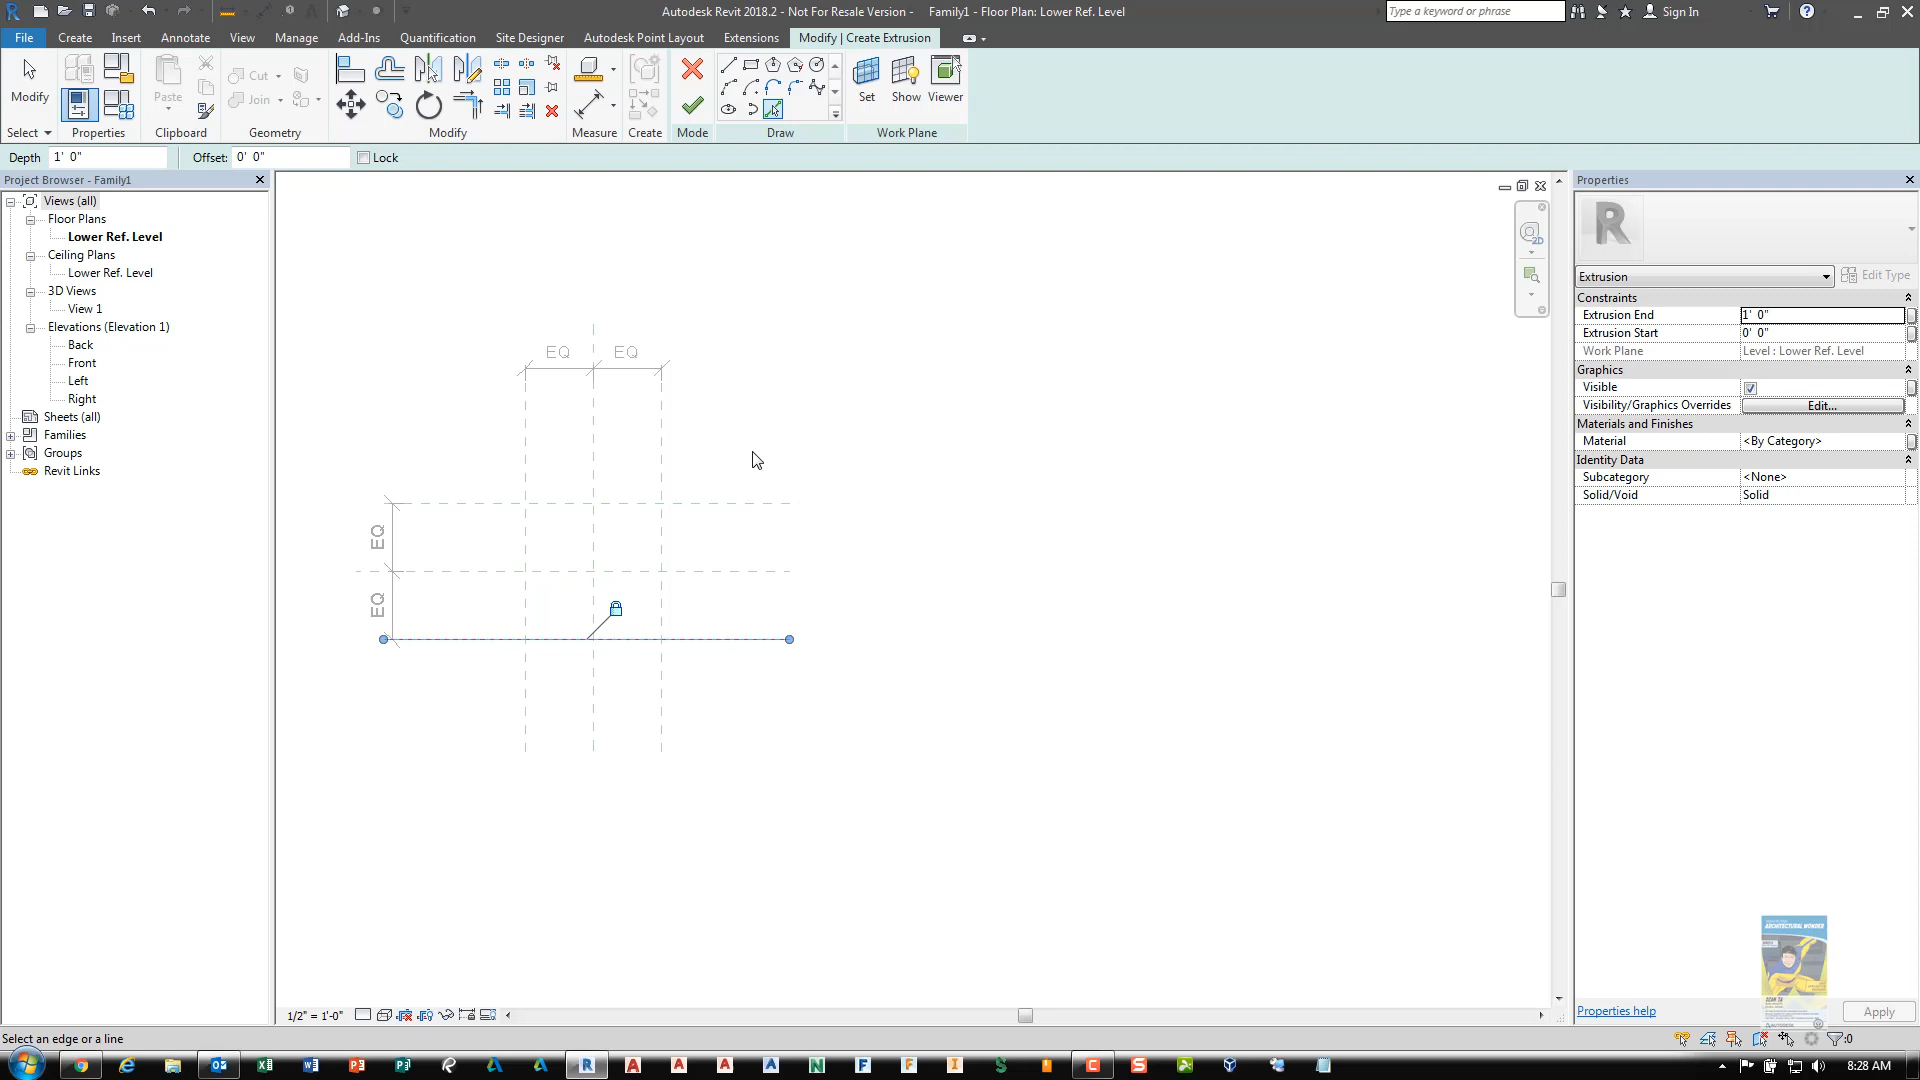 Autodesk Revit 2018.2 - Not For Resale Version - Family1 - Floor Plan: Lower Ref. Level
Type a keyword or phrase
Sign In
File Create Insert Annotate View Manage Add-Ins Quantification Site Designer Autodesk Point Layout Extensions Modify | Create Extrusion
Modify Paste Cut Join Set Show Viewer
Select Properties Clipboard Geometry Modify Measure Create Mode Draw Work Plane
Depth 1' 0" Offset: 0' 0" Lock
Project Browser - Family1
Views (all)
Floor Plans
Lower Ref. Level
Ceiling Plans
Lower Ref. Level
3D Views
View 1
Elevations (Elevation 1)
Back
Front
Left
Right
Sheets (all)
Families
Groups
Revit Links
EQ EQ
EQ
EQ
2D
Properties
R
Extrusion Edit Type
Constraints
Extrusion End 1' 0"
Extrusion Start 0' 0"
Work Plane Level : Lower Ref. Level
Graphics
Visible
Visibility/Graphics Overrides Edit...
Materials and Finishes
Material <By Category>
Identity Data
Subcategory <None>
Solid/Void Solid
ARCHITECTURAL WONDER
AUTODESK
Properties help Apply
1/2" = 1'-0"
Select an edge or a line
:0
8:28 AM